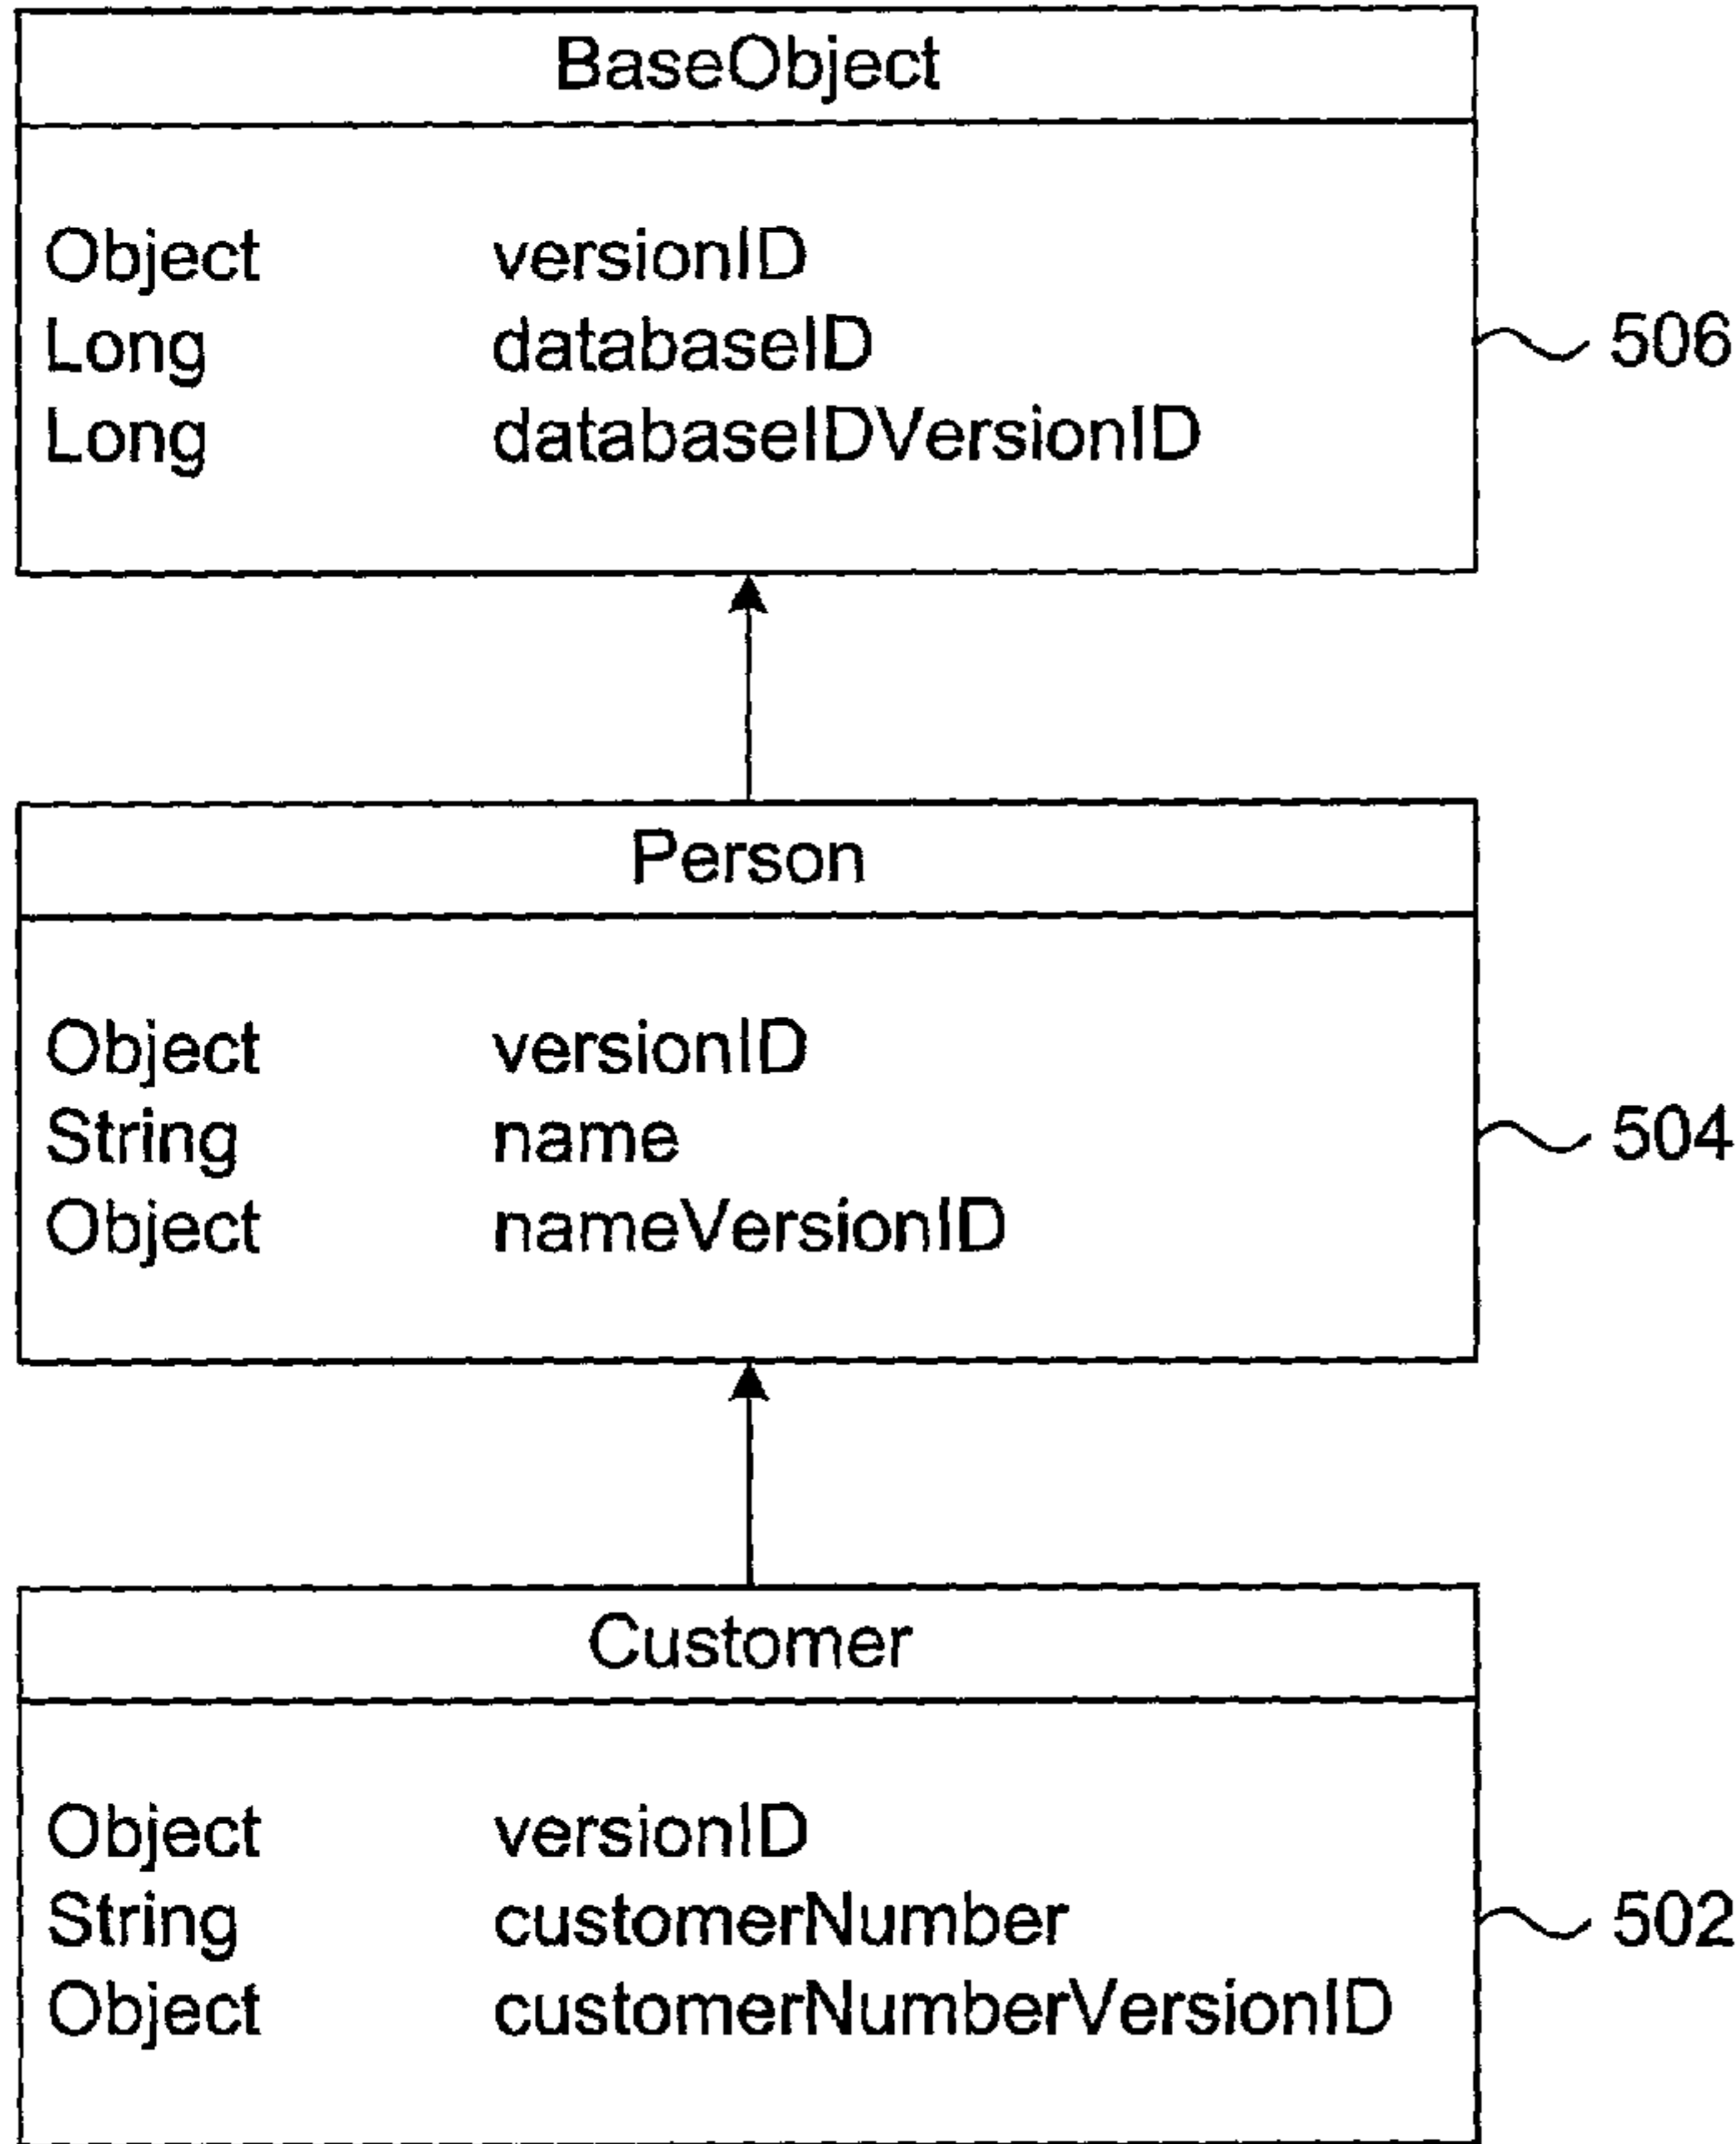 BaseObject
Object versionID
Long databaseID
Long databaseIDVersionID
506
Person
Object versionID
String name
Object nameVersionID
504
Customer
Object versionID
String customerNumber
Object customerNumberVersionID
502